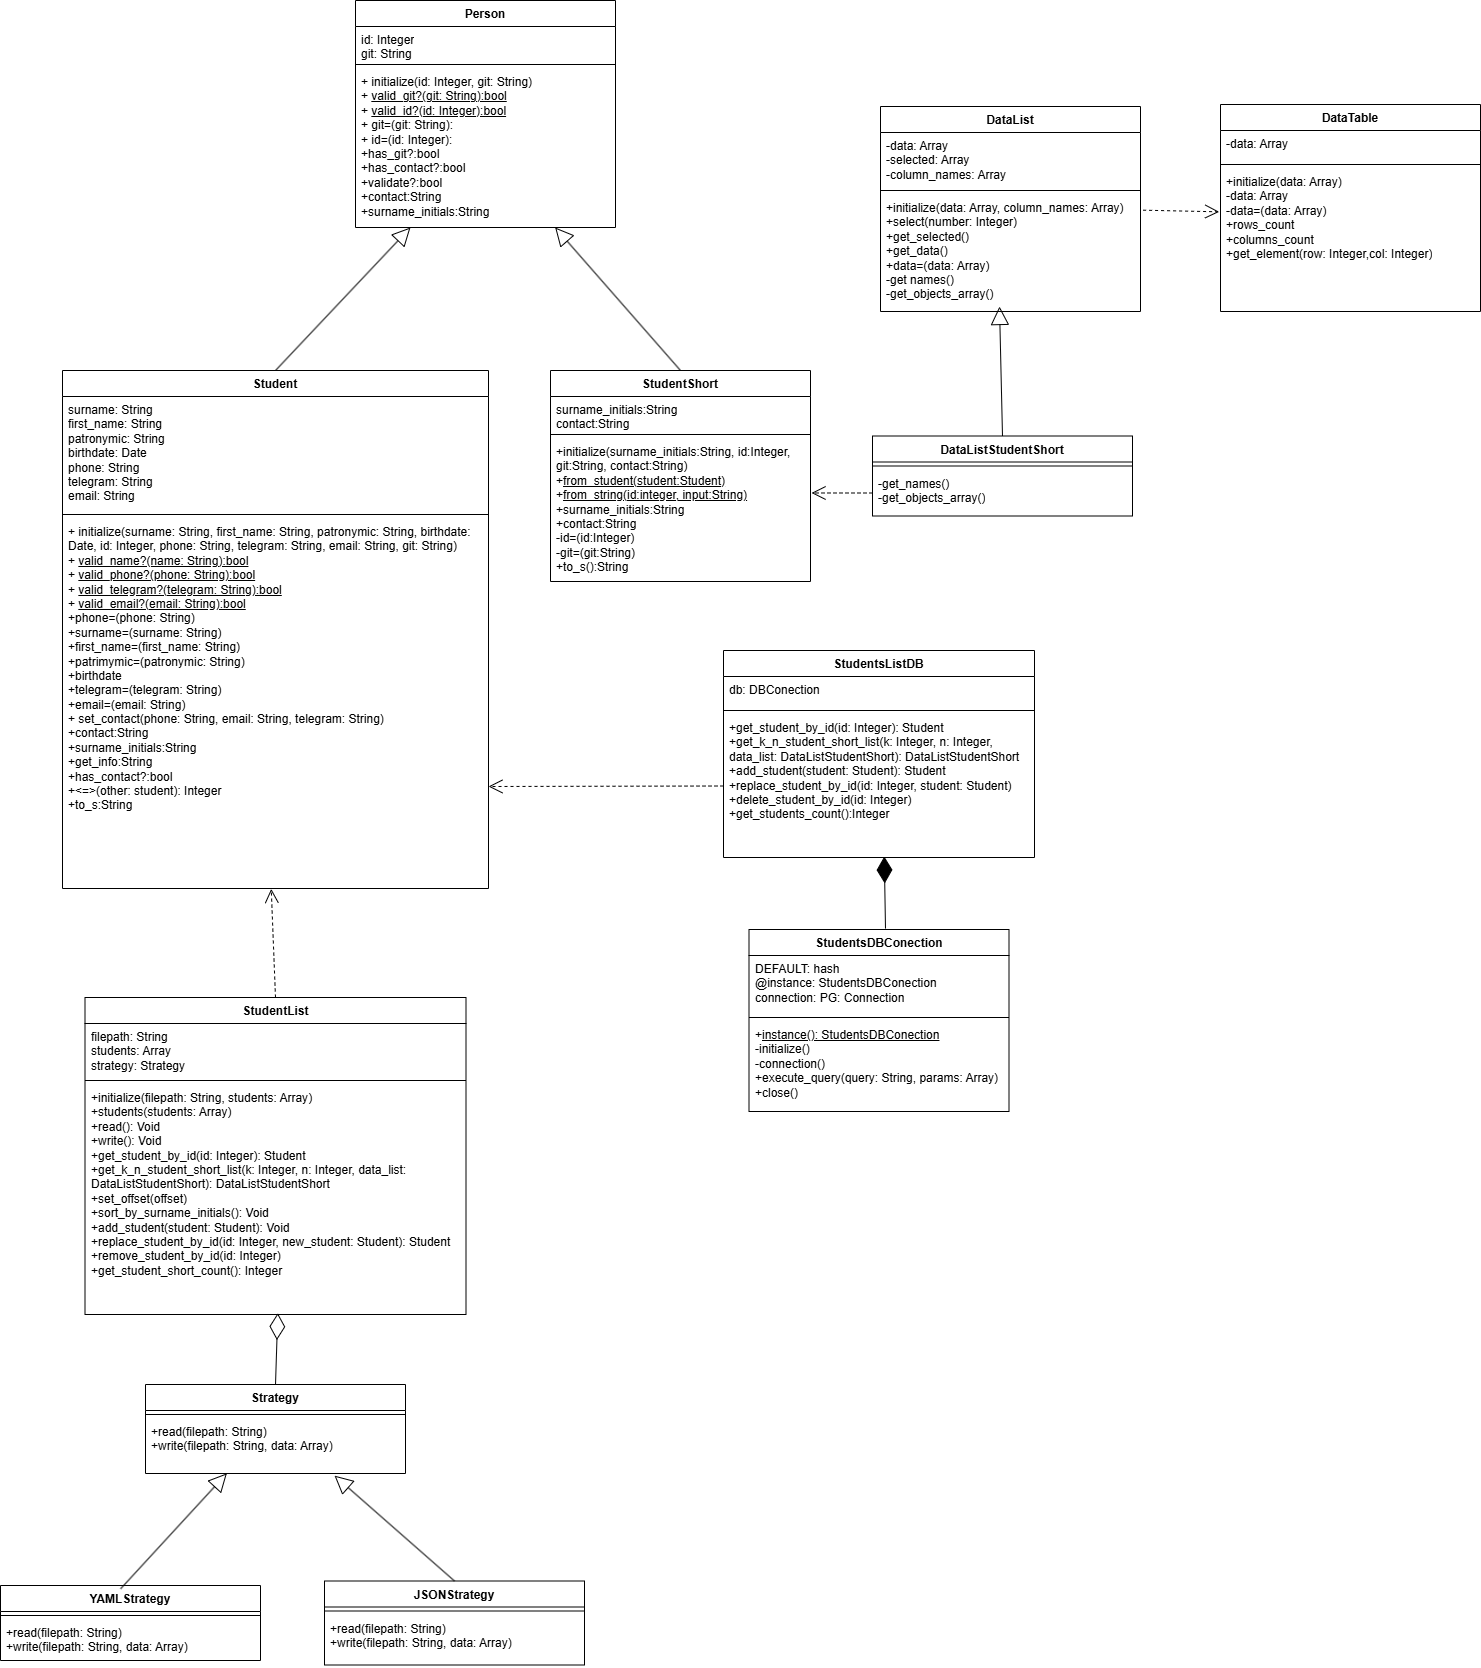 Person
id: Integer
git: String
+ initialize(id: Integer, git: String)
+ valid_git?(git: String):bool
+ valid_id?(id: Integer):bool
+ git=(git: String):
+ id=(id: Integer):
+has_git?:bool
+has_contact?:bool
+validate?:bool
+contact:String
+surname_initials:String
DataList
-data: Array
-selected: Array
-column_names: Array
+initialize(data: Array, column_names: Array)
+select(number: Integer)
+get_selected()
+get_data()
+data=(data: Array)
-get names()
-get_objects_array()
DataTable
-data: Array
+initialize(data: Array)
-data: Array
-data=(data: Array)
+rows_count
+columns_count
+get_element(row: Integer,col: Integer)
Student
surname: String
first_name: String
patronymic: String
birthdate: Date
phone: String
telegram: String
email: String
+ initialize(surname: String, first_name: String, patronymic: String, birthdate:
Date, id: Integer, phone: String, telegram: String, email: String, git: String)
+ valid_name?(name: String):bool
+ valid_phone?(phone: String):bool
+ valid_telegram?(telegram: String):bool
+ valid_email?(email: String):bool
+phone=(phone: String)
+surname=(surname: String)
+first_name=(first_name: String)
+patrimymic=(patronymic: String)
+birthdate
+telegram=(telegram: String)
+email=(email: String)
+ set_contact(phone: String, email: String, telegram: String)
+contact:String
+surname_initials:String
+get_info:String
+has_contact?:bool
+<=>(other: student): Integer
+to_s:String
StudentShort
surname_initials:String
contact:String
+initialize(surname_initials:String, id:Integer,
git:String, contact:String)
+from_student(student:Student)
+from_string(id:integer, input:String)
+surname_initials:String
+contact:String
-id=(id:Integer)
-git=(git:String)
+to_s():String
DataListStudentShort
-get_names()
-get_objects_array()
StudentsListDB
db: DBConection
+get_student_by_id(id: Integer): Student
+get_k_n_student_short_list(k: Integer, n: Integer,
data_list: DataListStudentShort): DataListStudentShort
+add_student(student: Student): Student
+replace_student_by_id(id: Integer, student: Student)
+delete_student_by_id(id: Integer)
+get_students_count():Integer
StudentsDBConection
DEFAULT: hash
@instance: StudentsDBConection
connection: PG: Connection
+instance(): StudentsDBConection
-initialize()
-connection()
+execute_query(query: String, params: Array)
+close()
StudentList
filepath: String
students: Array
strategy: Strategy
+initialize(filepath: String, students: Array)
+students(students: Array)
+read(): Void
+write(): Void
+get_student_by_id(id: Integer): Student
+get_k_n_student_short_list(k: Integer, n: Integer, data_list:
DataListStudentShort): DataListStudentShort
+set_offset(offset)
+sort_by_surname_initials(): Void
+add_student(student: Student): Void
+replace_student_by_id(id: Integer, new_student: Student): Student
+remove_student_by_id(id: Integer)
+get_student_short_count(): Integer
Strategy
+read(filepath: String)
+write(filepath: String, data: Array)
YAMLStrategy
+read(filepath: String)
+write(filepath: String, data: Array)
JSONStrategy
+read(filepath: String)
+write(filepath: String, data: Array)